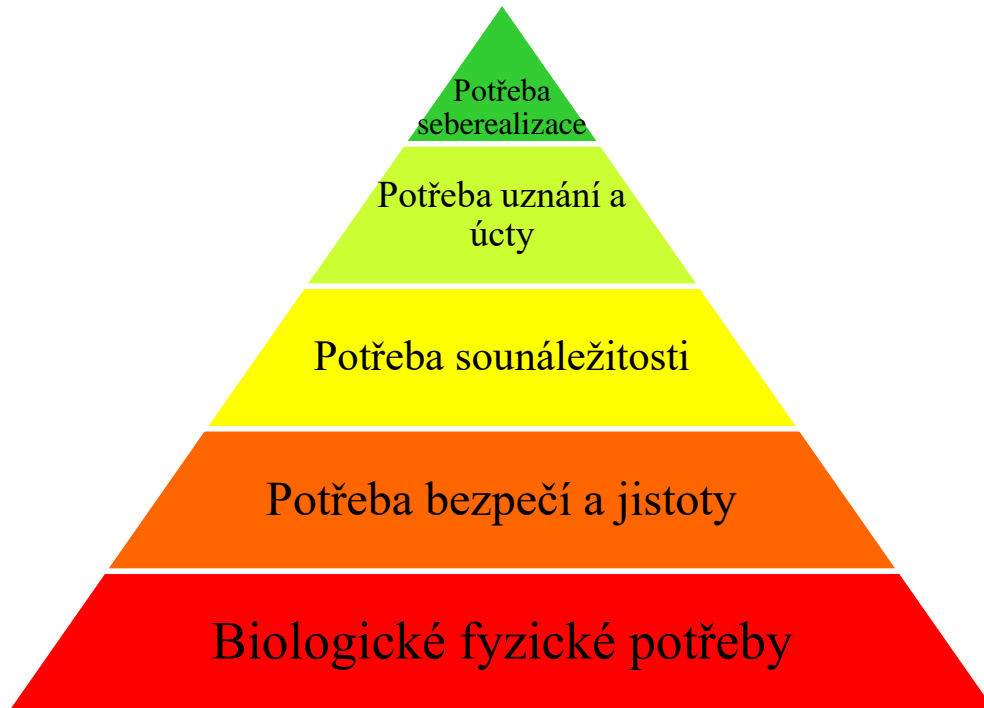 Potřeba
seberealizace
Potřeba uznání a
úcty
Potřeba sounáležitosti
Potřeba bezpečí a jistoty
Biologické fyzické potřeby